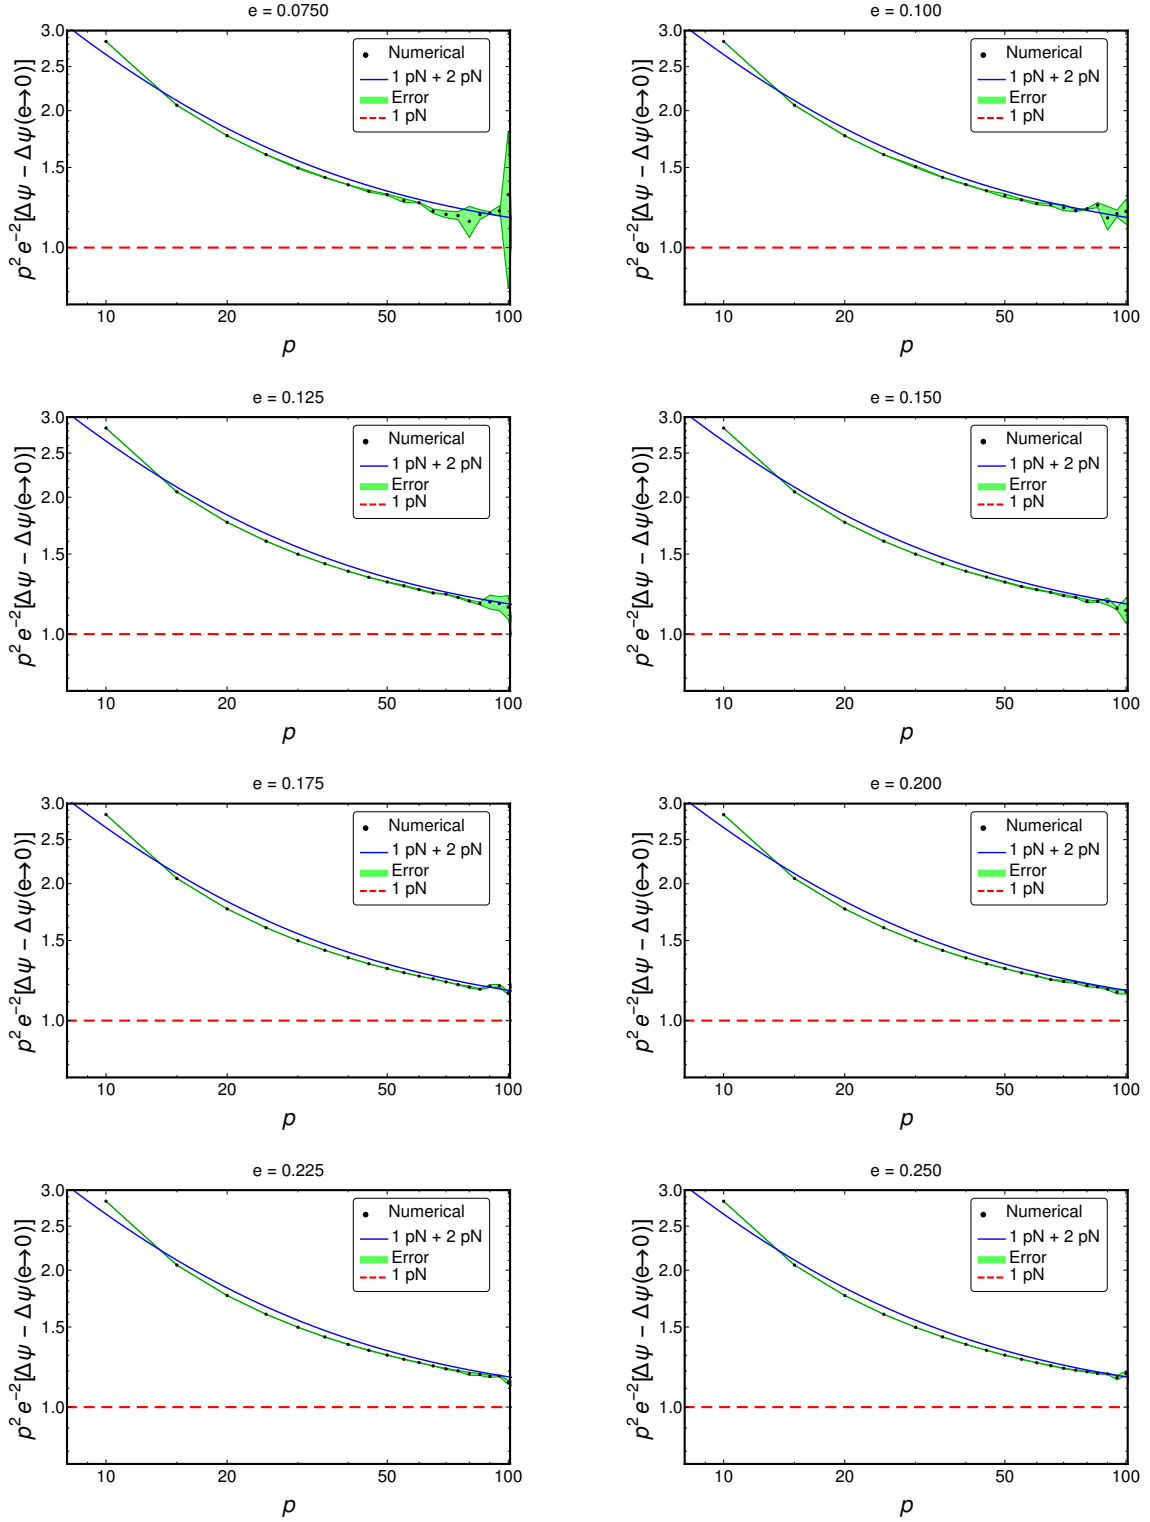 e = 0.0750
p² e⁻²[Δψ − Δψ(e→0)]
3.0
2.5
2.0
1.5
1.0
Numerical
1 pN + 2 pN
Error
1 pN
10 20 50 100
p
e = 0.100
p² e⁻²[Δψ − Δψ(e→0)]
3.0
2.5
2.0
1.5
1.0
Numerical
1 pN + 2 pN
Error
1 pN
10 20 50 100
p
e = 0.125
p² e⁻²[Δψ − Δψ(e→0)]
3.0
2.5
2.0
1.5
1.0
Numerical
1 pN + 2 pN
Error
1 pN
10 20 50 100
p
e = 0.150
p² e⁻²[Δψ − Δψ(e→0)]
3.0
2.5
2.0
1.5
1.0
Numerical
1 pN + 2 pN
Error
1 pN
10 20 50 100
p
e = 0.175
p² e⁻²[Δψ − Δψ(e→0)]
3.0
2.5
2.0
1.5
1.0
Numerical
1 pN + 2 pN
Error
1 pN
10 20 50 100
p
e = 0.200
p² e⁻²[Δψ − Δψ(e→0)]
3.0
2.5
2.0
1.5
1.0
Numerical
1 pN + 2 pN
Error
1 pN
10 20 50 100
p
e = 0.225
p² e⁻²[Δψ − Δψ(e→0)]
3.0
2.5
2.0
1.5
1.0
Numerical
1 pN + 2 pN
Error
1 pN
10 20 50 100
p
e = 0.250
p² e⁻²[Δψ − Δψ(e→0)]
3.0
2.5
2.0
1.5
1.0
Numerical
1 pN + 2 pN
Error
1 pN
10 20 50 100
p